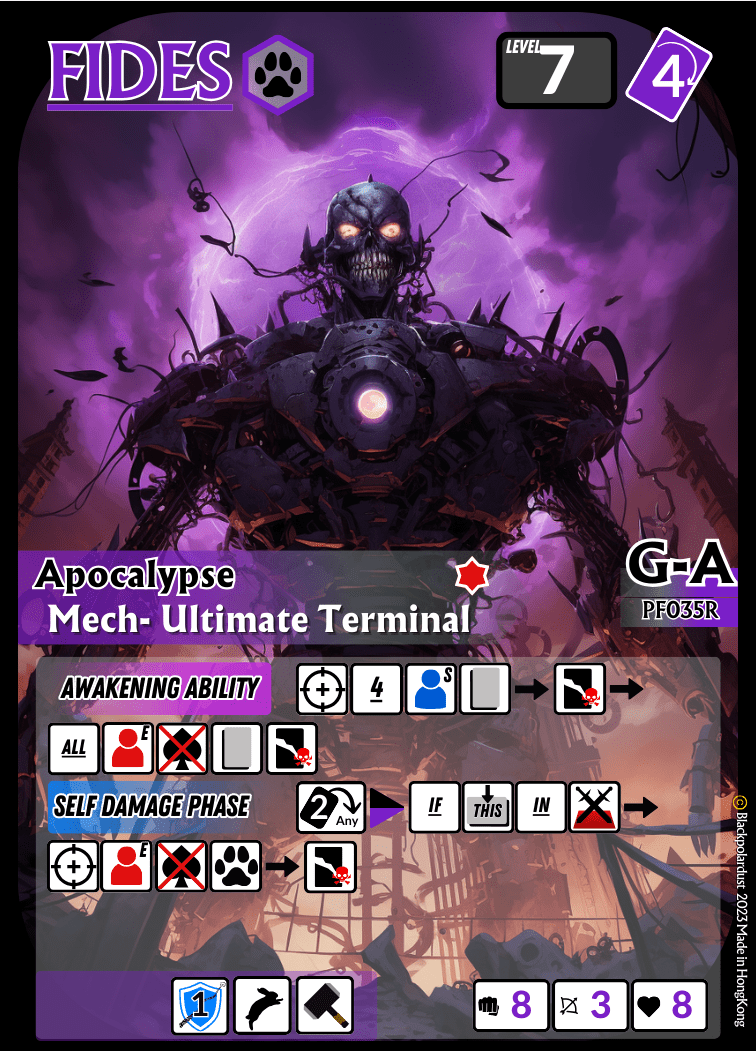 FIDES
LEVEL 7
4
Apocalypse
Mech- Ultimate Terminal
G-A
PF035R
AWAKENING ABILITY 4 S
ALL E
SELF DAMAGE PHASE 2 Any IF THIS IN
E
1 8 3 8
© Blackpolardust 2023 Made in HongKong